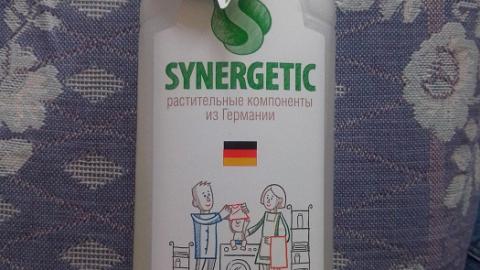 SYNERGETIC
растительные компоненты
из Германии